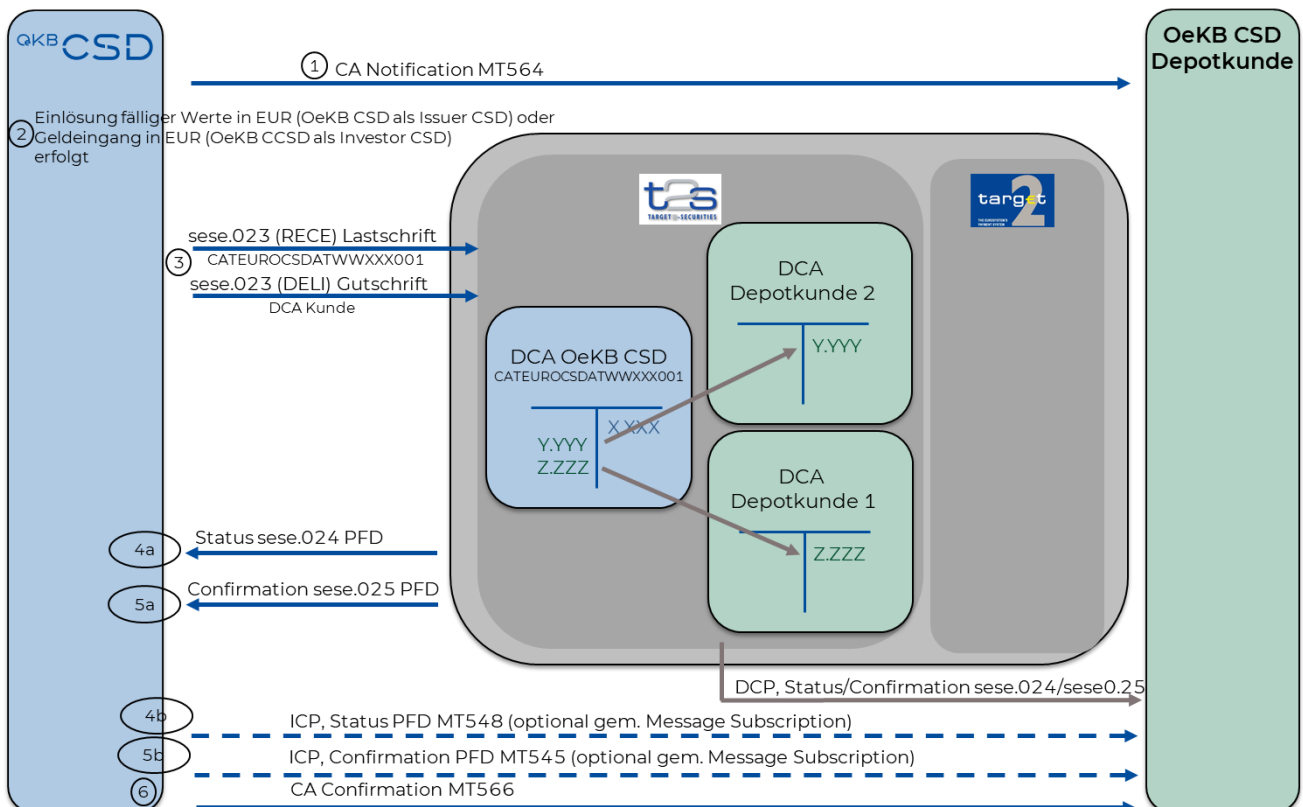 OeKB CSD
OeKB CSD
Depotkunde
1 CA Notification MT564
Einlösung fälliger Werte in EUR (OeKB CSD als Issuer CSD) oder
2 Geldeingang in EUR (OeKB CCSD als Investor CSD)
erfolgt
t2s
TARGET2-SECURITIES
target 2
sese.023 (RECE) Lastschrift
3 CATEUROCSDATWWXXX001
sese.023 (DELI) Gutschrift
DCA Kunde
DCA
Depotkunde 2
Y.YYY
DCA OeKB CSD
CATEUROCSDATWWXXX001
X.XXX
Y.YYY
Z.ZZZ
DCA
Depotkunde 1
Z.ZZZ
4a Status sese.024 PFD
5a Confirmation sese.025 PFD
DCP, Status/Confirmation sese.024/sese0.25
4b ICP, Status PFD MT548 (optional gem. Message Subscription)
5b ICP, Confirmation PFD MT545 (optional gem. Message Subscription)
6 CA Confirmation MT566